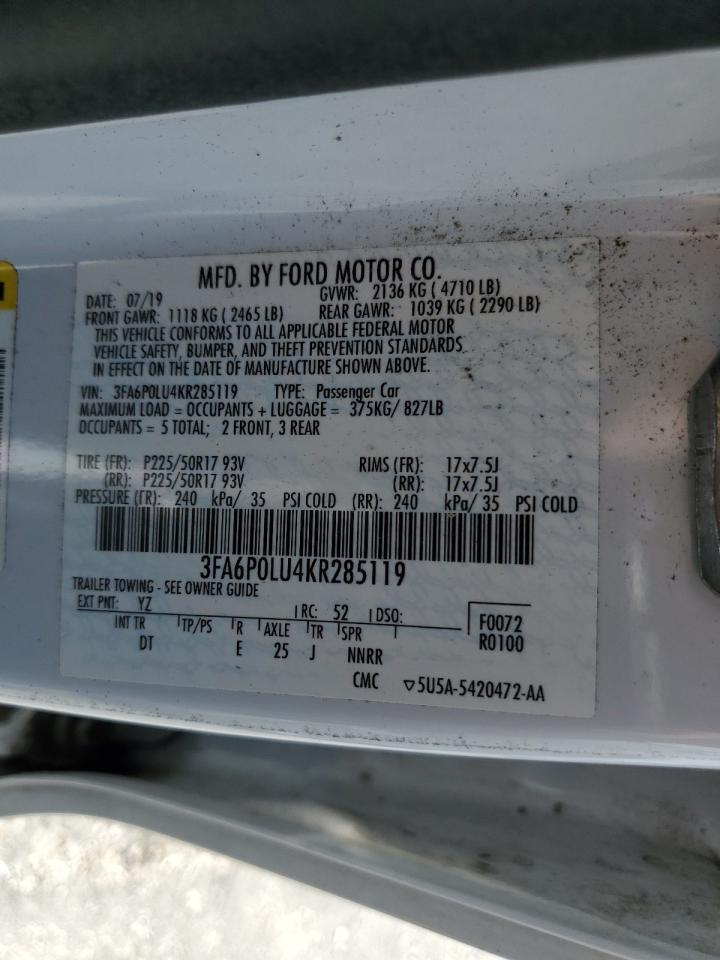 MFD. BY FORD MOTOR CO.
DATE: 07/19 GVWR: 2136 KG ( 4710 LB)
FRONT GAWR: 1118 KG ( 2465 LB) REAR GAWR: 1039 KG ( 2290 LB)
THIS VEHICLE CONFORMS TO ALL APPLICABLE FEDERAL MOTOR
VEHICLE SAFETY, BUMPER, AND THEFT PREVENTION STANDARDS
IN EFFECT ON THE DATE OF MANUFACTURE SHOWN ABOVE.
VIN: 3FA6P0LU4KR285119 TYPE: Passenger Car
MAXIMUM LOAD = OCCUPANTS + LUGGAGE = 375KG/ 827LB
OCCUPANTS = 5 TOTAL; 2 FRONT, 3 REAR
TIRE (FR): P225/50R17 93V RIMS (FR): 17x7.5J
(RR): P225/50R17 93V (RR): 17x7.5J
PRESSURE (FR): 240 kPa/ 35 PSI COLD (RR): 240 kPa/ 35 PSI COLD
3FA6P0LU4KR285119
TRAILER TOWING - SEE OWNER GUIDE
EXT PNT: YZ RC: 52 DSO: F0072
INT TR TP/PS R AXLE TR SPR R0100
DT E 25 J NNRR
CMC ▽5U5A-5420472-AA